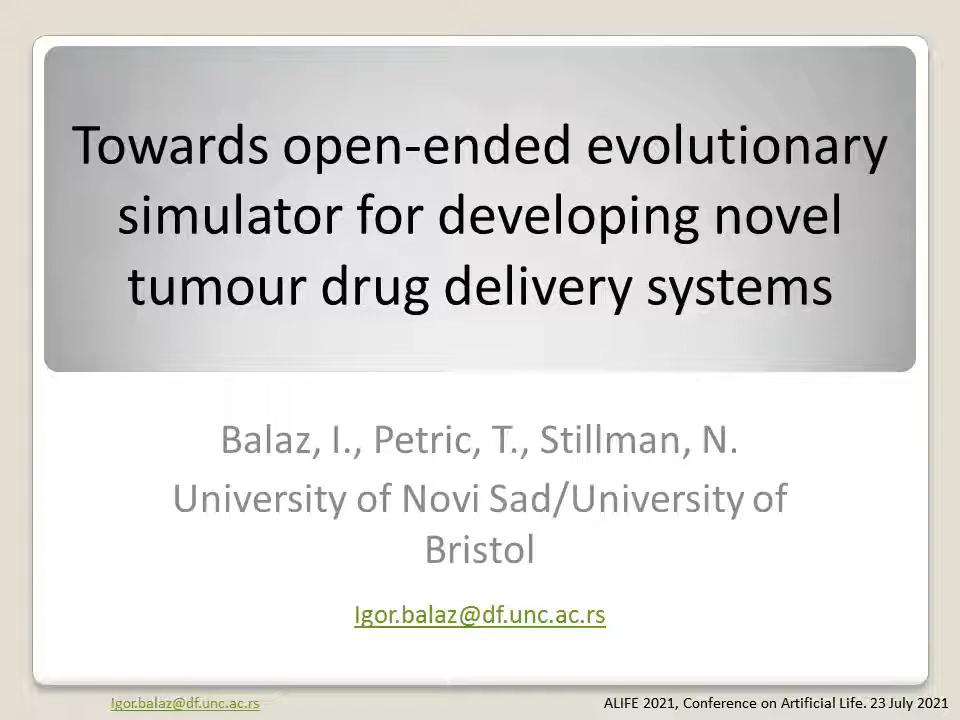 Towards open-ended evolutionary
simulator for developing novel
tumour drug delivery systems
Balaz, I., Petric, T., Stillman, N.
University of Novi Sad/University of
Bristol
Igor.balaz@df.unc.ac.rs
Igor.balaz@df.unc.ac.rs
ALIFE 2021, Conference on Artificial Life. 23 July 2021